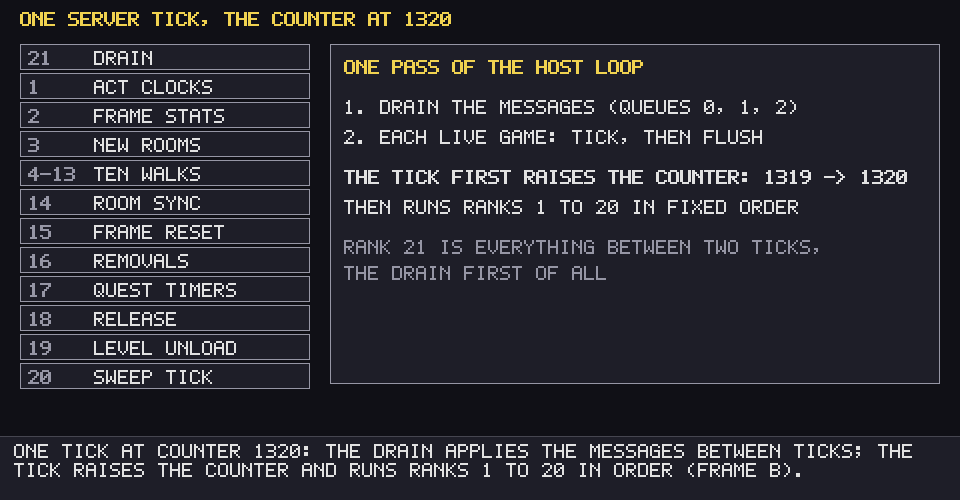 ONE SERVER TICK, THE COUNTER AT 1320
21 DRAIN
1 ACT CLOCKS
2 FRAME STATS
3 NEW ROOMS
4-13 TEN WALKS
14 ROOM SYNC
15 FRAME RESET
16 REMOVALS
17 QUEST TIMERS
18 RELEASE
19 LEVEL UNLOAD
20 SWEEP TICK
ONE PASS OF THE HOST LOOP
1. DRAIN THE MESSAGES (QUEUES 0, 1, 2)
2. EACH LIVE GAME: TICK, THEN FLUSH
THE TICK FIRST RAISES THE COUNTER: 1319 -> 1320
THEN RUNS RANKS 1 TO 20 IN FIXED ORDER
RANK 21 IS EVERYTHING BETWEEN TWO TICKS,
THE DRAIN FIRST OF ALL
ONE TICK AT COUNTER 1320: THE DRAIN APPLIES THE MESSAGES BETWEEN TICKS; THE
TICK RAISES THE COUNTER AND RUNS RANKS 1 TO 20 IN ORDER (FRAME B).